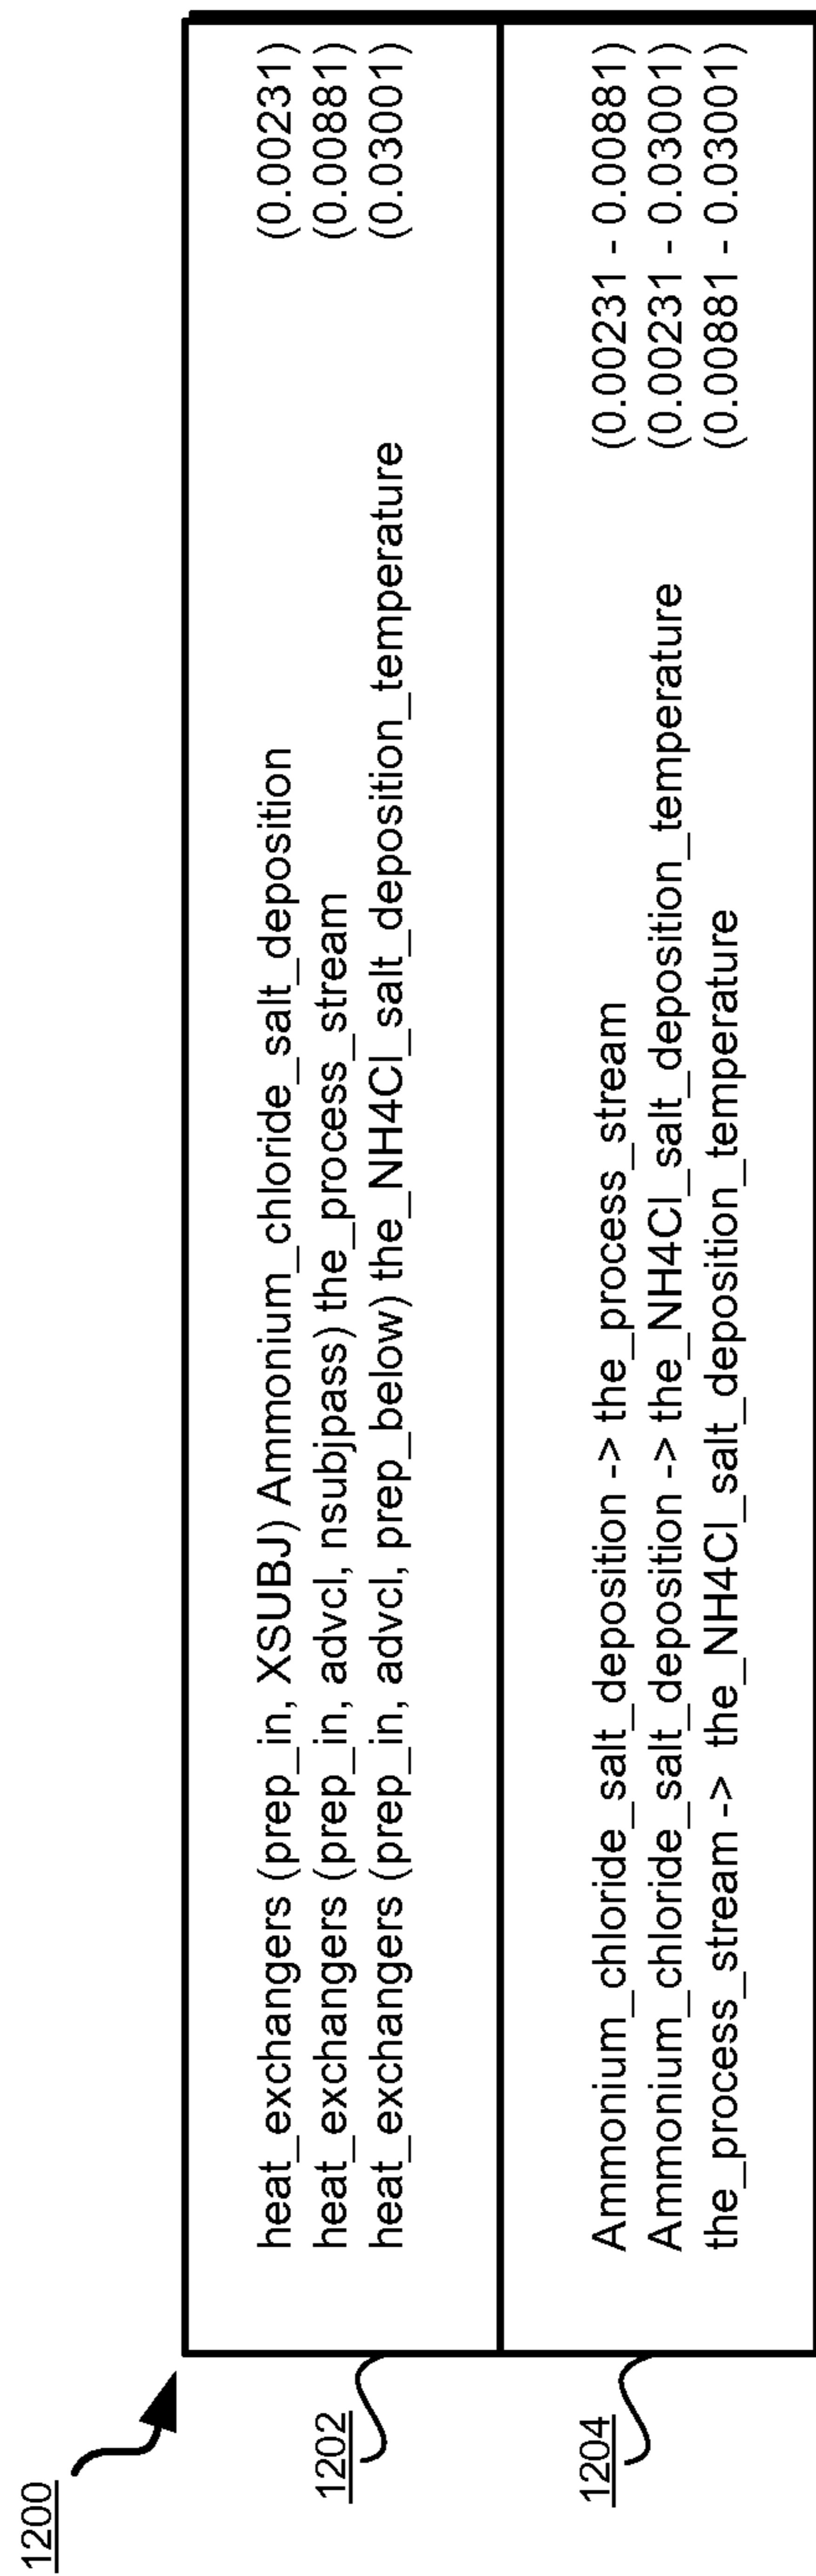 1200
1202
heat_exchangers (prep_in, XSUBJ) Ammonium_chloride_salt_deposition (0.00231)
heat_exchangers (prep_in, advcl, nsubjpass) the_process_stream (0.00881)
heat_exchangers (prep_in, advcl, prep_below) the_NH4Cl_salt_deposition_temperature (0.03001)
1204
Ammonium_chloride_salt_deposition -> the_process_stream (0.00231 - 0.00881)
Ammonium_chloride_salt_deposition -> the_NH4Cl_salt_deposition_temperature (0.00231 - 0.03001)
the_process_stream -> the_NH4Cl_salt_deposition_temperature (0.00881 - 0.03001)